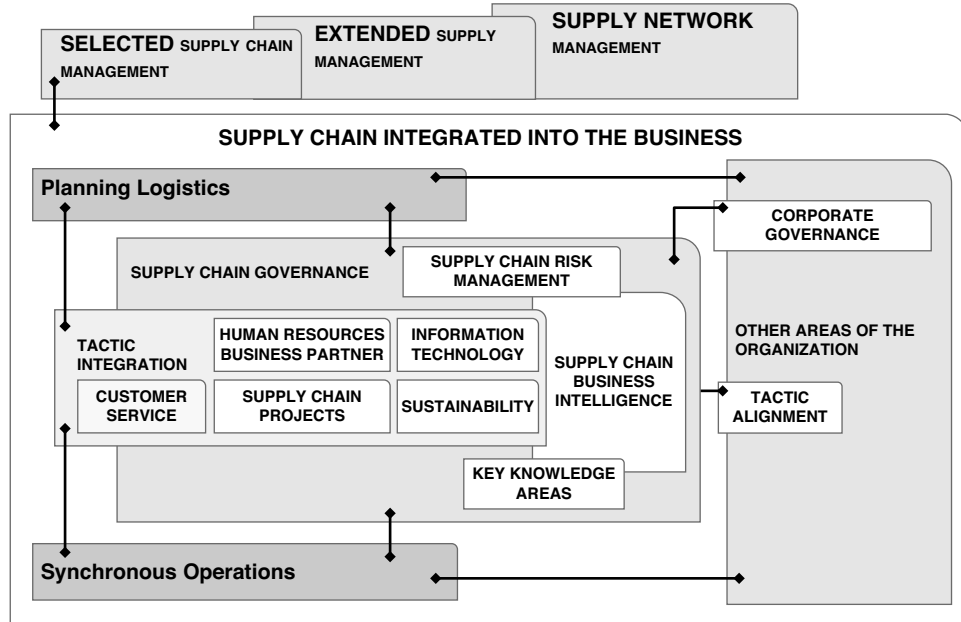 SELECTED SUPPLY CHAIN
MANAGEMENT
EXTENDED SUPPLY
MANAGEMENT
SUPPLY NETWORK
MANAGEMENT
SUPPLY CHAIN INTEGRATED INTO THE BUSINESS
Planning Logistics
CORPORATE
GOVERNANCE
SUPPLY CHAIN GOVERNANCE
SUPPLY CHAIN RISK
MANAGEMENT
TACTIC
INTEGRATION
HUMAN RESOURCES
BUSINESS PARTNER
INFORMATION
TECHNOLOGY
CUSTOMER
SERVICE
SUPPLY CHAIN
PROJECTS
SUSTAINABILITY
SUPPLY CHAIN
BUSINESS
INTELLIGENCE
OTHER AREAS OF THE
ORGANIZATION
TACTIC
ALIGNMENT
KEY KNOWLEDGE
AREAS
Synchronous Operations